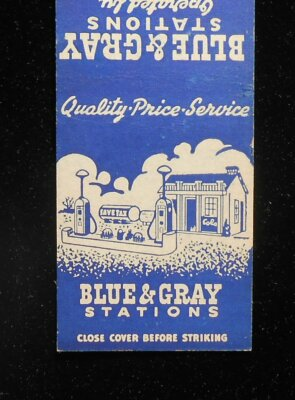 Operated by
BLUE & GRAY
STATIONS
Quality · Price · Service
SAVE TAX
BLUE & GRAY
STATIONS
CLOSE COVER BEFORE STRIKING